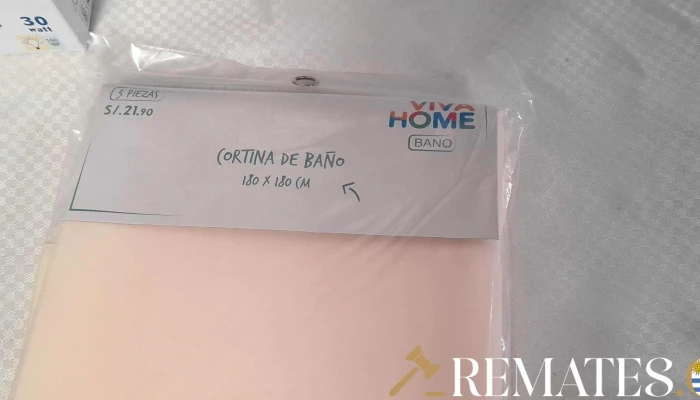 30
watt
5 PIEZAS
S/.21.90
VIVA
HOME
BAÑO
CORTINA DE BAÑO
180 X 180 CM
REMATES.